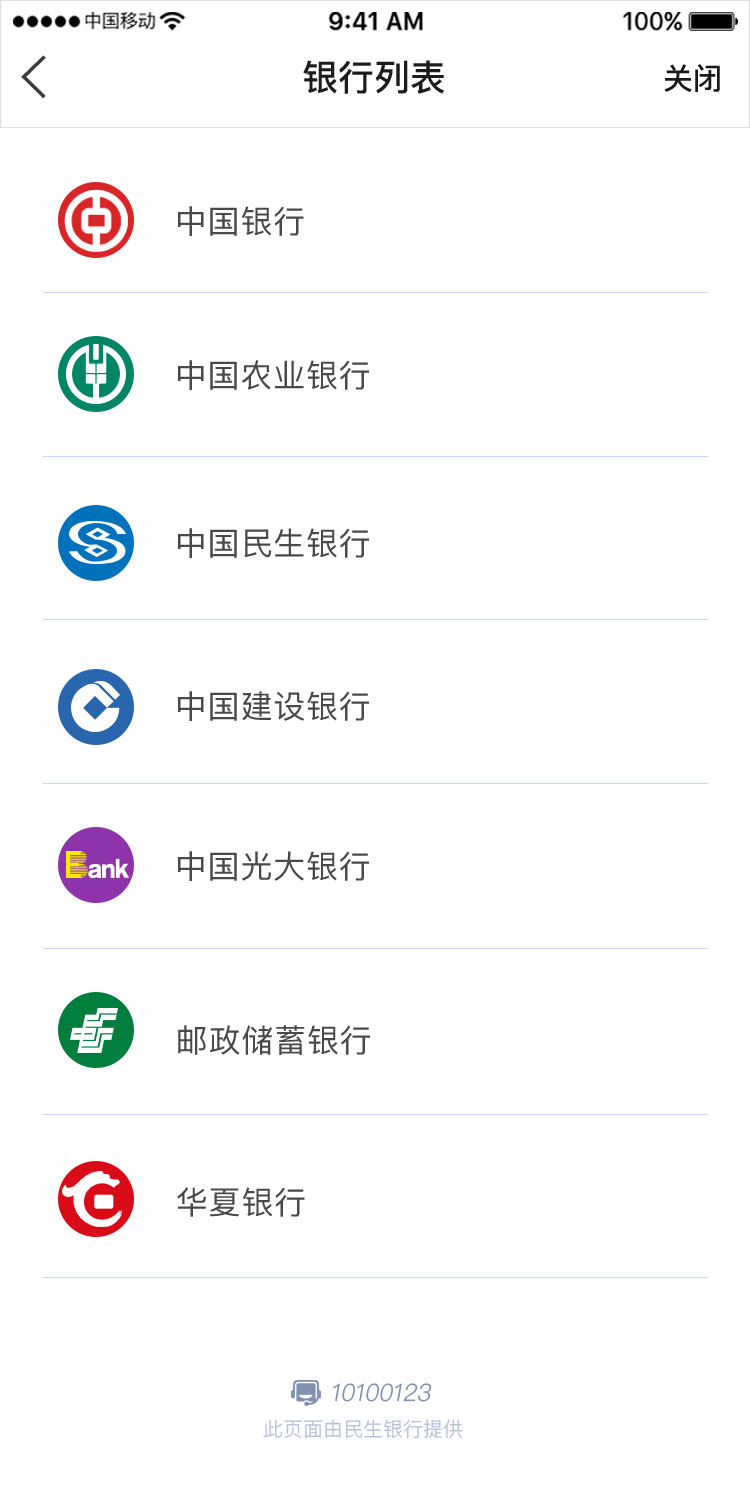 中国移动 9:41 AM 100%
银行列表 关闭
中国银行
中国农业银行
中国民生银行
中国建设银行
Bank 中国光大银行
邮政储蓄银行
华夏银行
10100123
此页面由民生银行提供